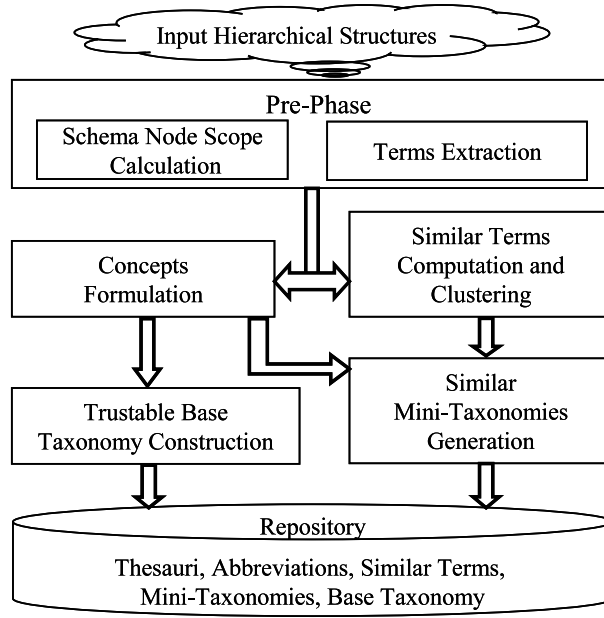 Input Hierarchical Structures
Pre-Phase
Schema Node Scope
Calculation
Terms Extraction
Concepts
Formulation
Similar Terms
Computation and
Clustering
Trustable Base
Taxonomy Construction
Similar
Mini-Taxonomies
Generation
Repository
Thesauri, Abbreviations, Similar Terms,
Mini-Taxonomies, Base Taxonomy